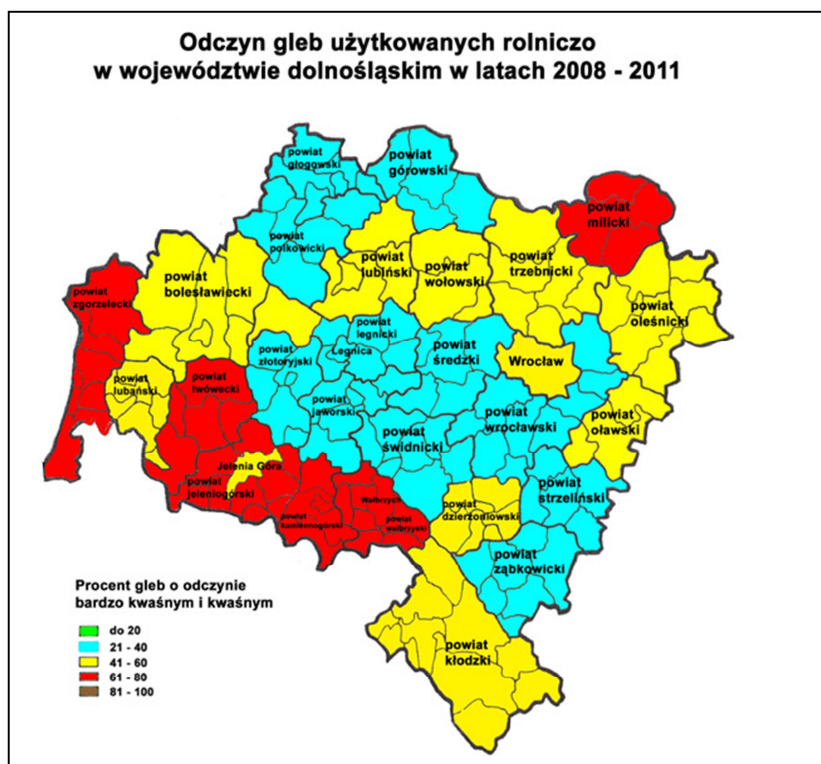 Odczyn gleb użytkowanych rolniczo
w województwie dolnośląskim w latach 2008 - 2011
powiat
głogowski
powiat
górowski
powiat
milicki
powiat
polkowicki
powiat
lubiński
powiat
wołowski
powiat
trzebnicki
powiat
bolesławiecki
powiat
zgorzelecki
powiat
oleśnicki
powiat
legnicki
Legnica
powiat
złotoryjski
powiat
średzki
Wrocław
powiat
lubański
powiat
lwówecki
powiat
jaworski
powiat
wrocławski
powiat
oławski
powiat
świdnicki
Jelenia Góra
powiat
jeleniogórski
powiat
strzeliński
Wałbrzych
powiat
kamiennogórski
powiat
wałbrzyski
powiat
dzierżoniowski
powiat
ząbkowicki
powiat
kłodzki
Procent gleb o odczynie
bardzo kwaśnym i kwaśnym
do 20
21 - 40
41 - 60
61 - 80
81 - 100